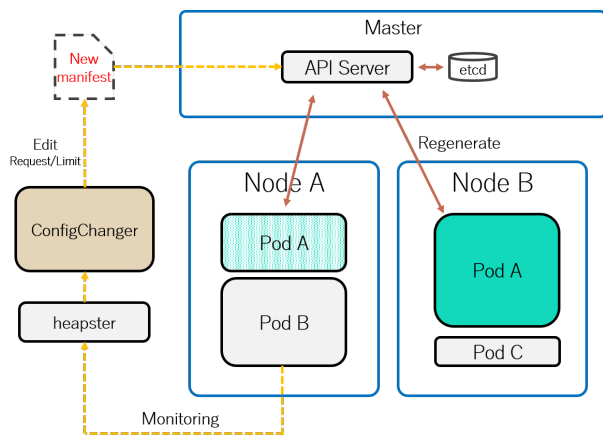 Master
New
manifest
API Server
etcd
Edit
Request/Limit
Regenerate
Node A
Node B
ConfigChanger
Pod A
Pod A
heapster
Pod B
Pod C
Monitoring